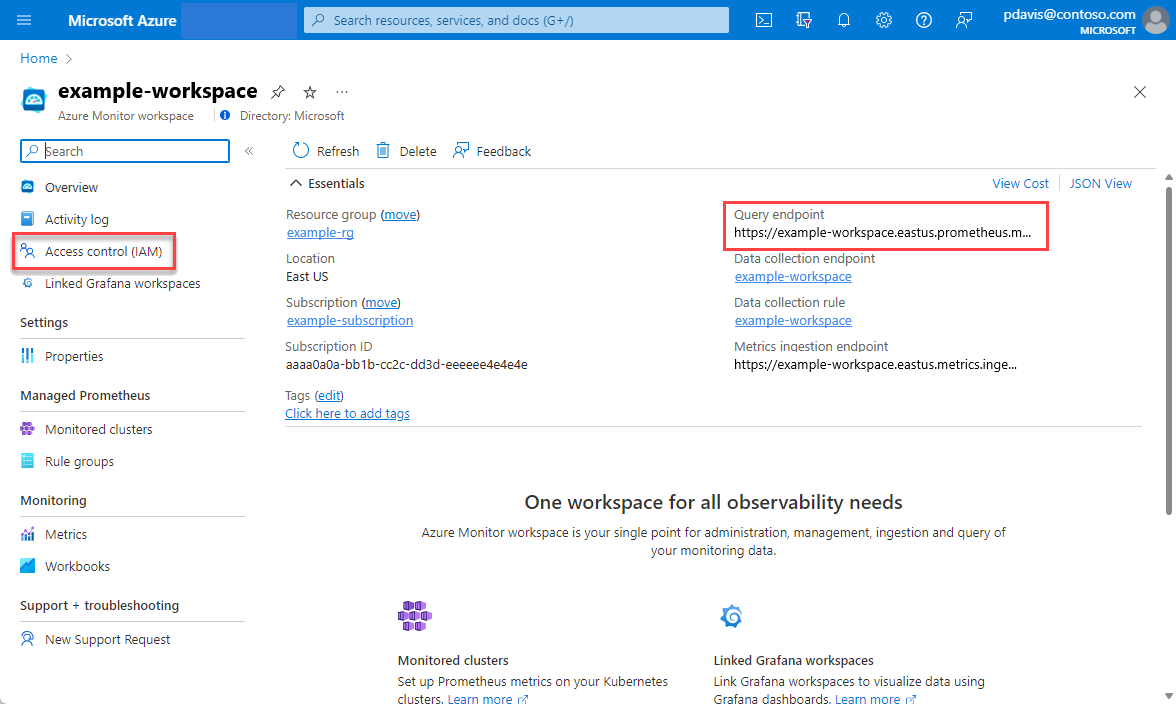 Microsoft Azure
Search resources, services, and docs (G+/)
pdavis@contoso.com
MICROSOFT
Home
example-workspace
Azure Monitor workspace
Directory: Microsoft
Search
Refresh
Delete
Feedback
Overview
Activity log
Access control (IAM)
Linked Grafana workspaces
Settings
Properties
Managed Prometheus
Monitored clusters
Rule groups
Monitoring
Metrics
Workbooks
Support + troubleshooting
New Support Request
Essentials
View Cost
JSON View
Resource group (move)
example-rg
Location
East US
Subscription (move)
example-subscription
Subscription ID
aaaa0a0a-bb1b-cc2c-dd3d-eeeeee4e4e4e
Tags (edit)
Click here to add tags
Query endpoint
https://example-workspace.eastus.prometheus.m...
Data collection endpoint
example-workspace
Data collection rule
example-workspace
Metrics ingestion endpoint
https://example-workspace.eastus.metrics.inge...
One workspace for all observability needs
Azure Monitor workspace is your single point for administration, management, ingestion and query of
your monitoring data.
Monitored clusters
Set up Prometheus metrics on your Kubernetes
clusters. Learn more
Linked Grafana workspaces
Link Grafana workspaces to visualize data using
Grafana dashboards. Learn more